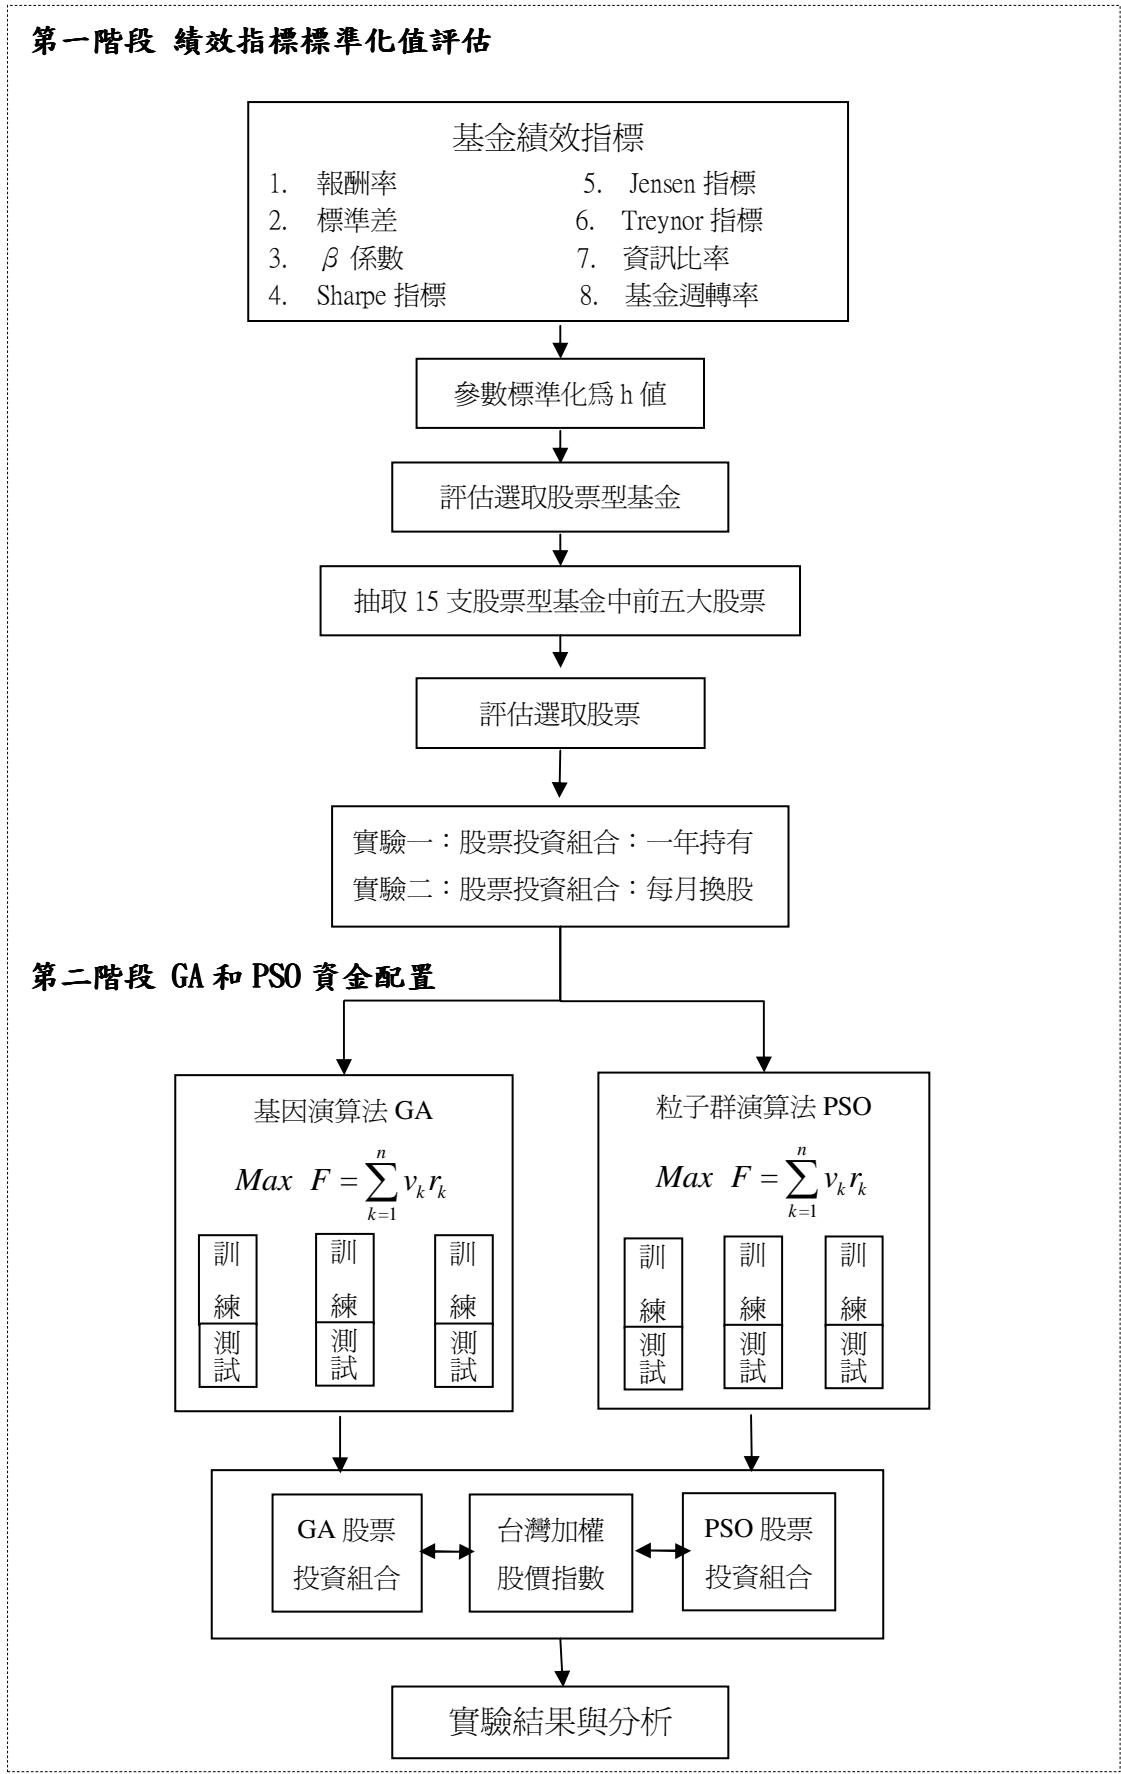 第一階段 績效指標標準化值評估
基金績效指標
1. 報酬率
2. 標準差
3. β 係數
4. Sharpe 指標
5. Jensen 指標
6. Treynor 指標
7. 資訊比率
8. 基金週轉率
參數標準化為 h 值
評估選取股票型基金
抽取 15 支股票型基金中前五大股票
評估選取股票
實驗一：股票投資組合：一年持有
實驗二：股票投資組合：每月換股
第二階段 GA 和 PSO 資金配置
基因演算法 GA
Max F = ∑_{k=1}^{n} v_k r_k
訓練
測試
訓練
測試
訓練
測試
粒子群演算法 PSO
Max F = ∑_{k=1}^{n} v_k r_k
訓練
測試
訓練
測試
訓練
測試
GA 股票
投資組合
台灣加權
股價指數
PSO 股票
投資組合
實驗結果與分析